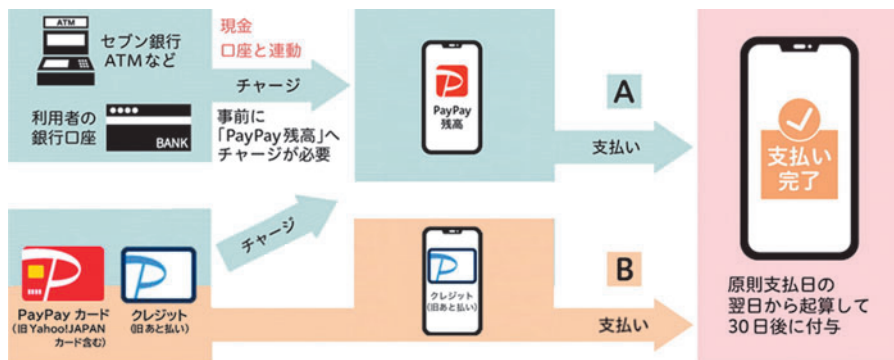 ATM
セブン銀行
ATMなど
現金
口座と連動
チャージ
利用者の
銀行口座
BANK
事前に
「PayPay残高」へ
チャージが必要
PayPay
残高
A
支払い
支払い
完了
チャージ
PayPay カード
(旧Yahoo!JAPAN
カード含む)
クレジット
(旧あと払い)
クレジット
(旧あと払い)
B
支払い
原則支払日の
翌日から起算して
30日後に付与